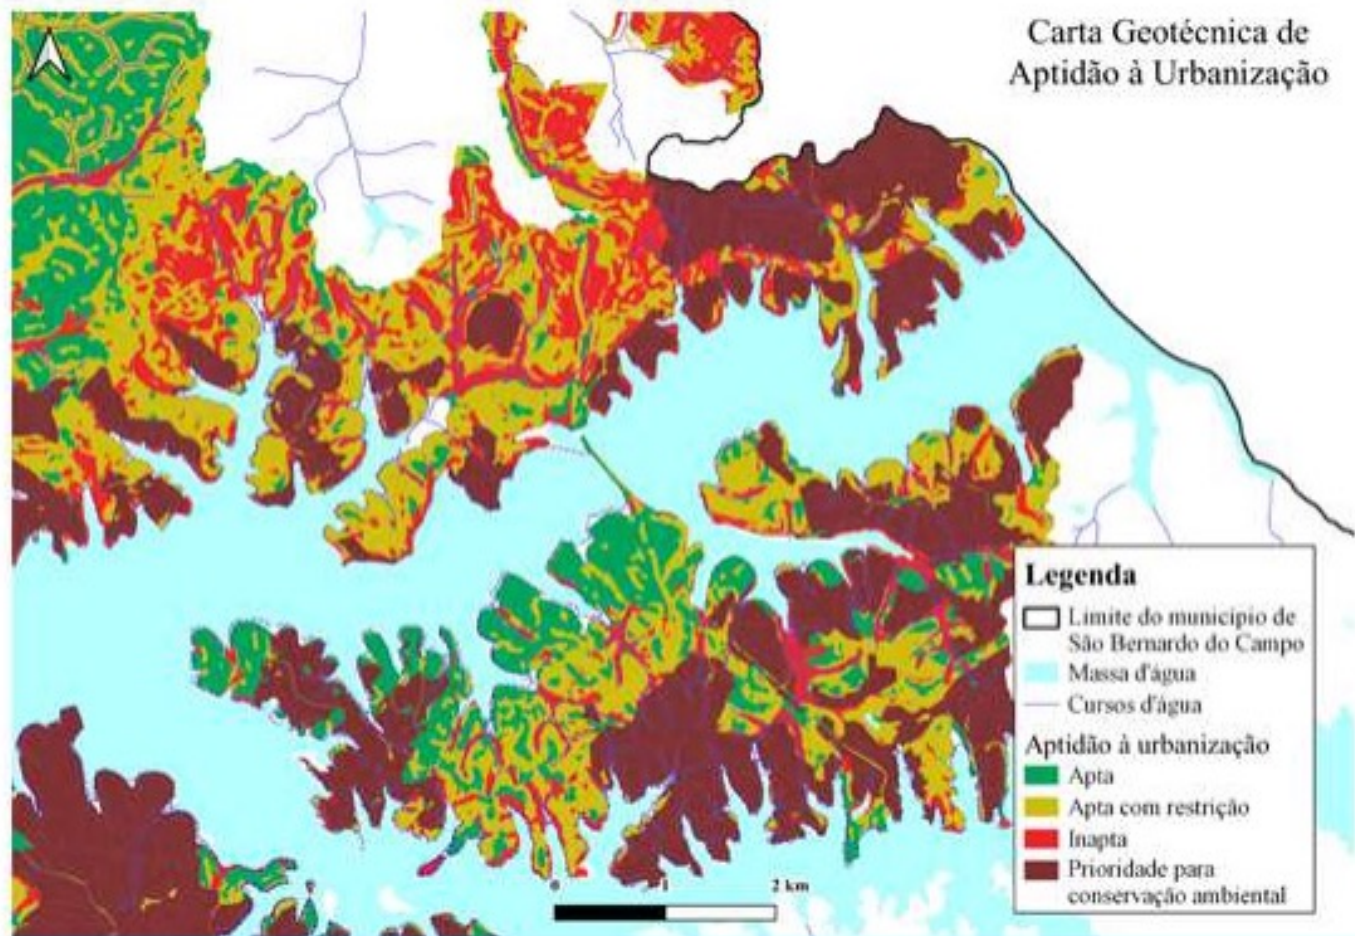 Carta Geotécnica de
Aptidão à Urbanização
Legenda
Limite do município de
São Bernardo do Campo
Massa d'água
Cursos d'água
Aptidão à urbanização
Apta
Apta com restrição
Inapta
Prioridade para
conservação ambiental
0 1 2 km